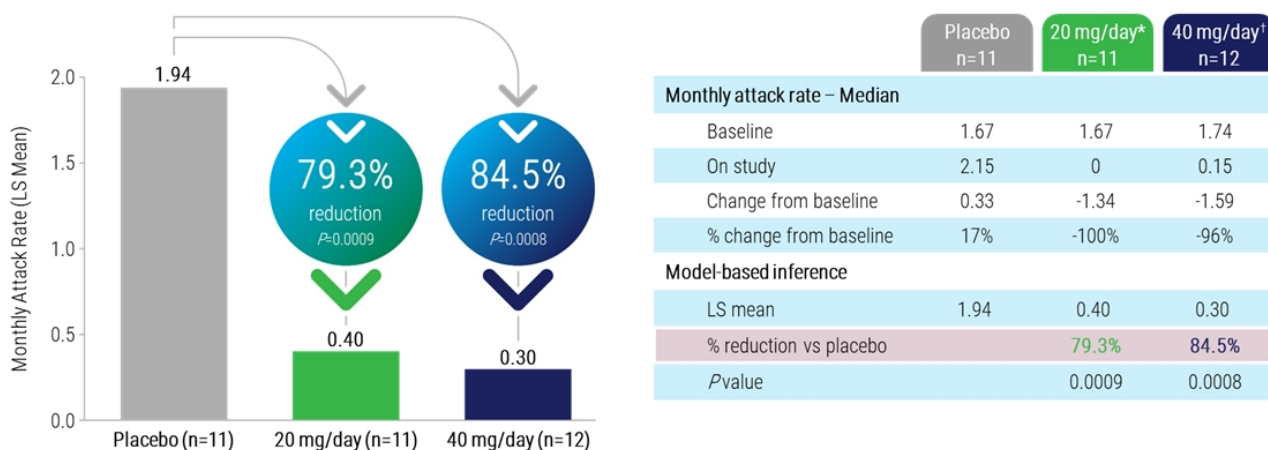 Monthly Attack Rate (LS Mean)
2.0
1.5
1.0
0.5
0.0
1.94
79.3%
reduction
P=0.0009
84.5%
reduction
P=0.0008
0.40
0.30
Placebo (n=11) 20 mg/day (n=11) 40 mg/day (n=12)
Placebo 20 mg/day* 40 mg/day†
n=11 n=11 n=12
Monthly attack rate – Median
Baseline 1.67 1.67 1.74
On study 2.15 0 0.15
Change from baseline 0.33 -1.34 -1.59
% change from baseline 17% -100% -96%
Model-based inference
LS mean 1.94 0.40 0.30
% reduction vs placebo 79.3% 84.5%
P value 0.0009 0.0008